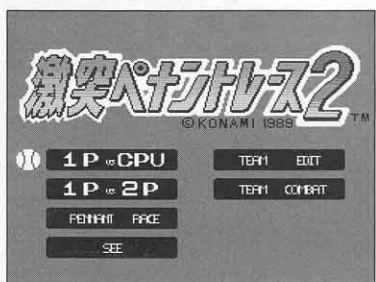 激突ペナントレース2
TM
©KONAMI 1989
1P vs CPU
TEAM EDIT
1P vs 2P
TEAM COMBAT
PENNANT RACE
SEE